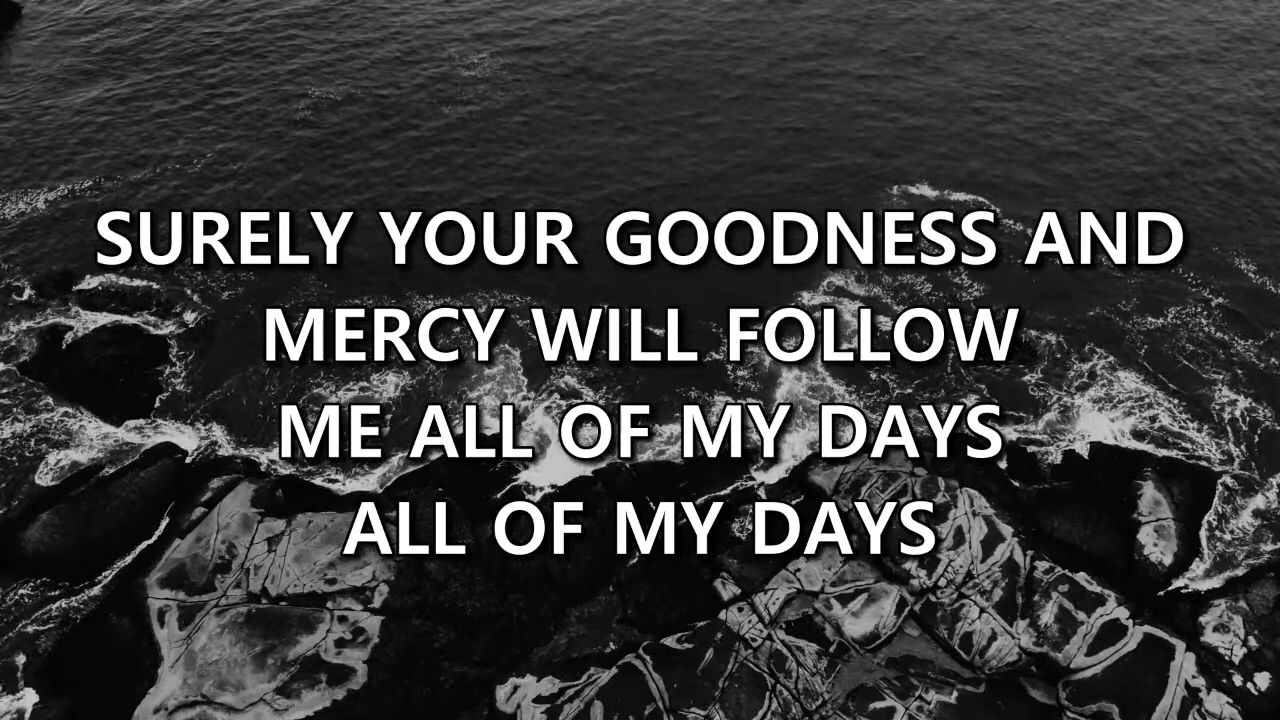 SURELY YOUR GOODNESS AND
MERCY WILL FOLLOW
ME ALL OF MY DAYS
ALL OF MY DAYS